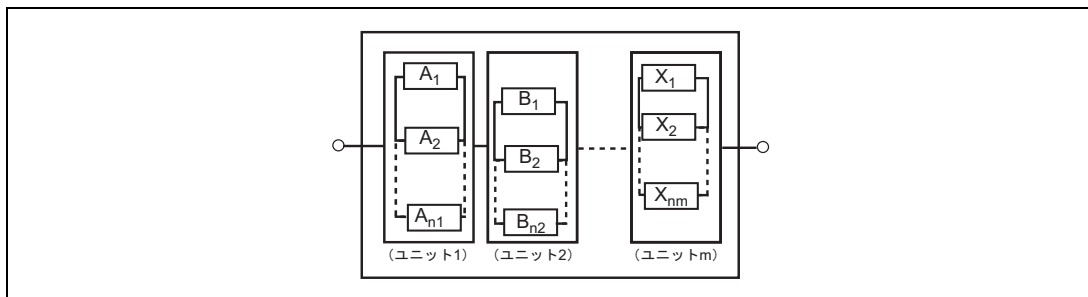 A1
A2
An1
(ユニット1)
B1
B2
Bn2
(ユニット2)
X1
X2
Xnm
(ユニットm)